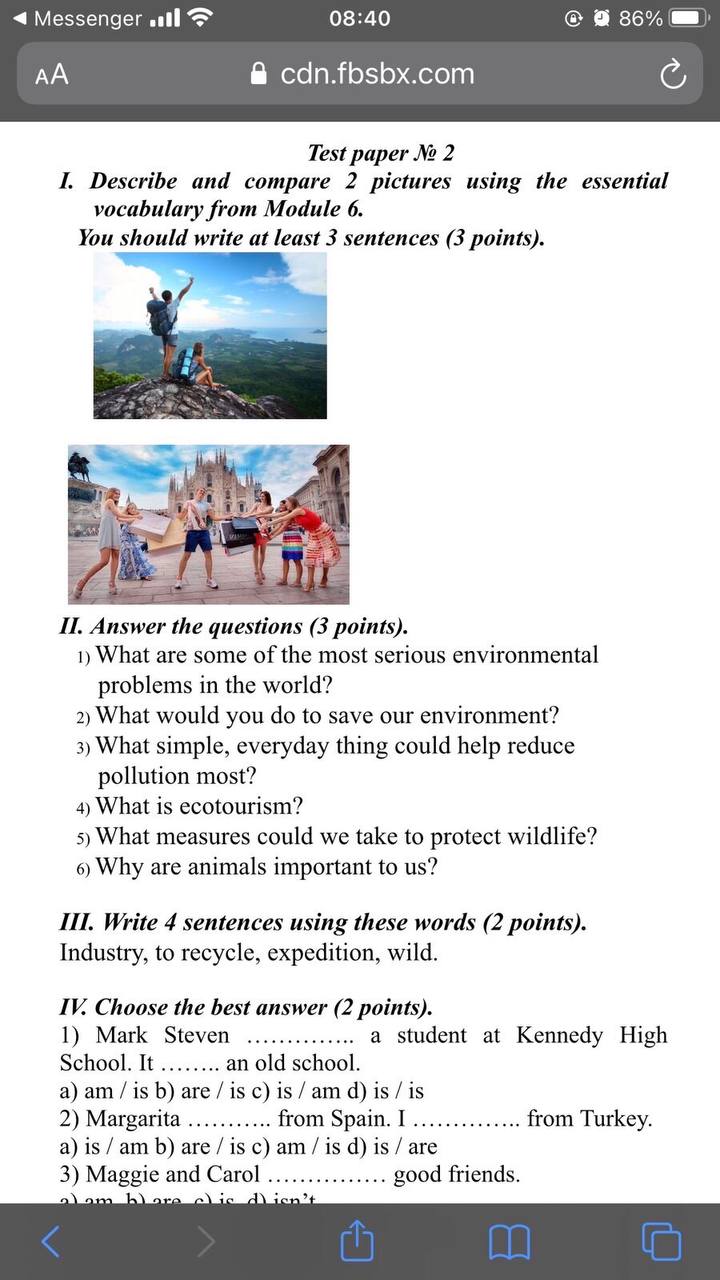 Messenger 08:40 86%
AA cdn.fbsbx.com
Test paper № 2
I. Describe and compare 2 pictures using the essential
vocabulary from Module 6.
You should write at least 3 sentences (3 points).
II. Answer the questions (3 points).
1) What are some of the most serious environmental
problems in the world?
2) What would you do to save our environment?
3) What simple, everyday thing could help reduce
pollution most?
4) What is ecotourism?
5) What measures could we take to protect wildlife?
6) Why are animals important to us?
III. Write 4 sentences using these words (2 points).
Industry, to recycle, expedition, wild.
IV. Choose the best answer (2 points).
1) Mark Steven ………….. a student at Kennedy High
School. It …….. an old school.
a) am / is b) are / is c) is / am d) is / is
2) Margarita ……….. from Spain. I ………….. from Turkey.
a) is / am b) are / is c) am / is d) is / are
3) Maggie and Carol …………… good friends.
a) am b) are c) is d) isn't